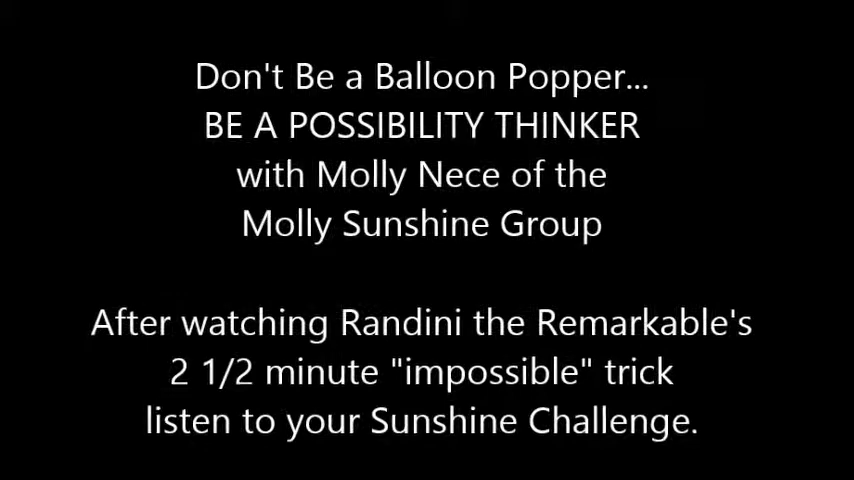 Don't Be a Balloon Popper...
BE A POSSIBILITY THINKER
with Molly Nece of the
Molly Sunshine Group
After watching Randini the Remarkable's
2 1/2 minute "impossible" trick
listen to your Sunshine Challenge.